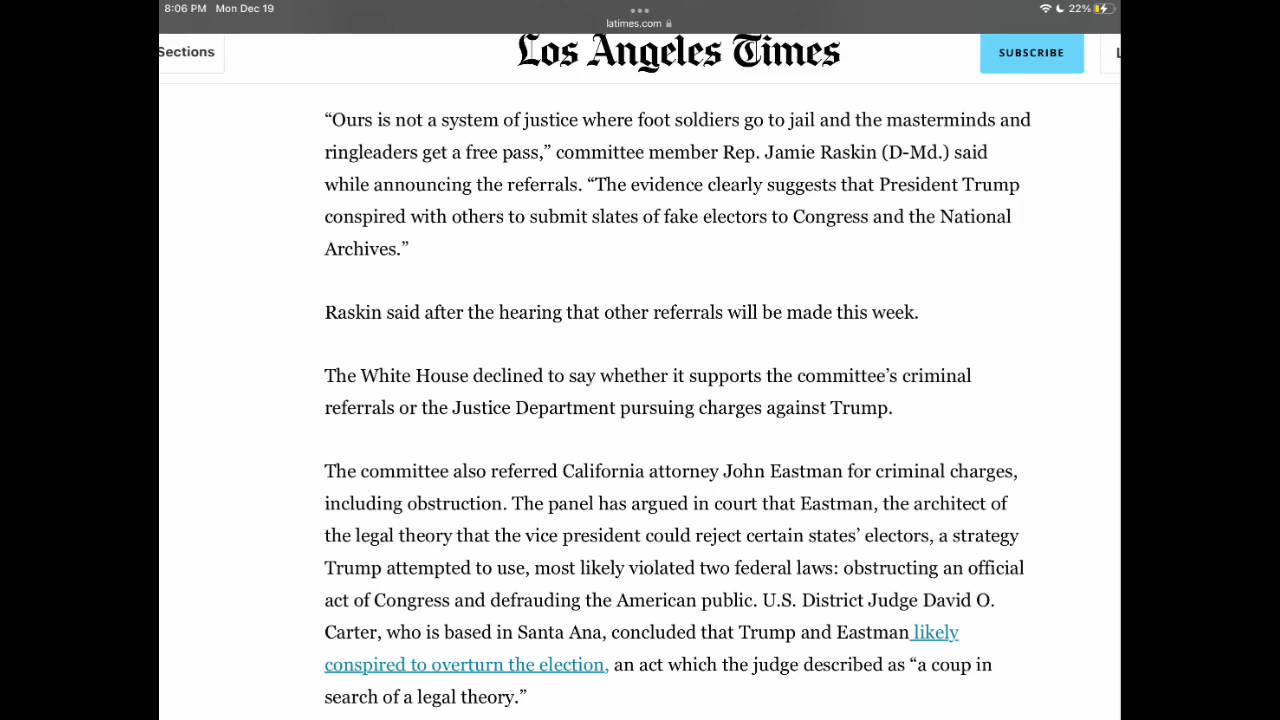 8:06 PM Mon Dec 19
22%
latimes.com
Sections
Los Angeles Times
SUBSCRIBE
“Ours is not a system of justice where foot soldiers go to jail and the masterminds and
ringleaders get a free pass,” committee member Rep. Jamie Raskin (D-Md.) said
while announcing the referrals. “The evidence clearly suggests that President Trump
conspired with others to submit slates of fake electors to Congress and the National
Archives.”
Raskin said after the hearing that other referrals will be made this week.
The White House declined to say whether it supports the committee’s criminal
referrals or the Justice Department pursuing charges against Trump.
The committee also referred California attorney John Eastman for criminal charges,
including obstruction. The panel has argued in court that Eastman, the architect of
the legal theory that the vice president could reject certain states’ electors, a strategy
Trump attempted to use, most likely violated two federal laws: obstructing an official
act of Congress and defrauding the American public. U.S. District Judge David O.
Carter, who is based in Santa Ana, concluded that Trump and Eastman likely
conspired to overturn the election, an act which the judge described as “a coup in
search of a legal theory.”